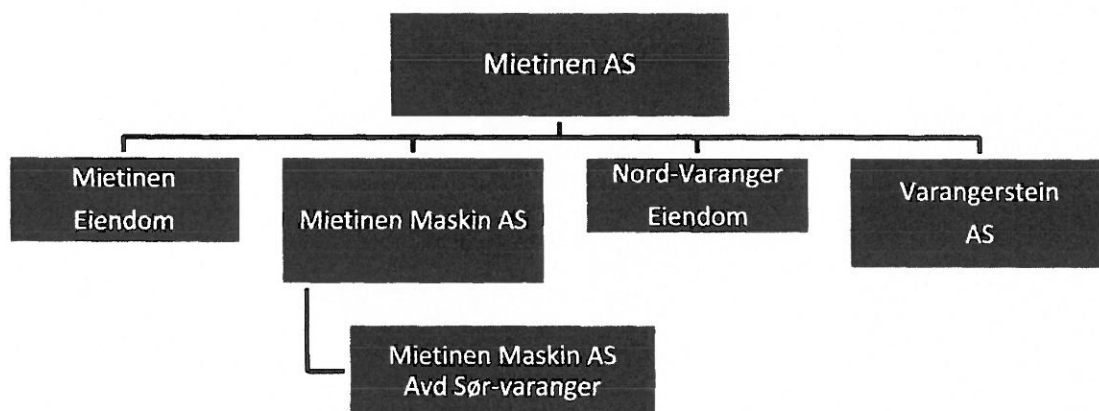 Mietinen AS
Mietinen
Eiendom
Mietinen Maskin AS
Nord-Varanger
Eiendom
Varangerstein
AS
Mietinen Maskin AS
Avd Sør-varanger